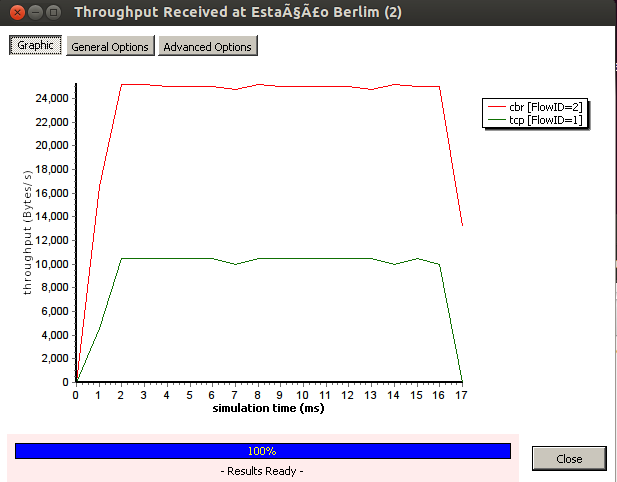 Throughput Received at EstaÃ§Ã£o Berlim (2)
Graphic General Options Advanced Options
24,000
22,000
20,000
18,000
16,000
14,000
12,000
10,000
8,000
6,000
4,000
2,000
0
throughput (Bytes/s)
cbr [FlowID=2]
tcp [FlowID=1]
0 1 2 3 4 5 6 7 8 9 10 11 12 13 14 15 16 17
simulation time (ms)
100%
- Results Ready -
Close